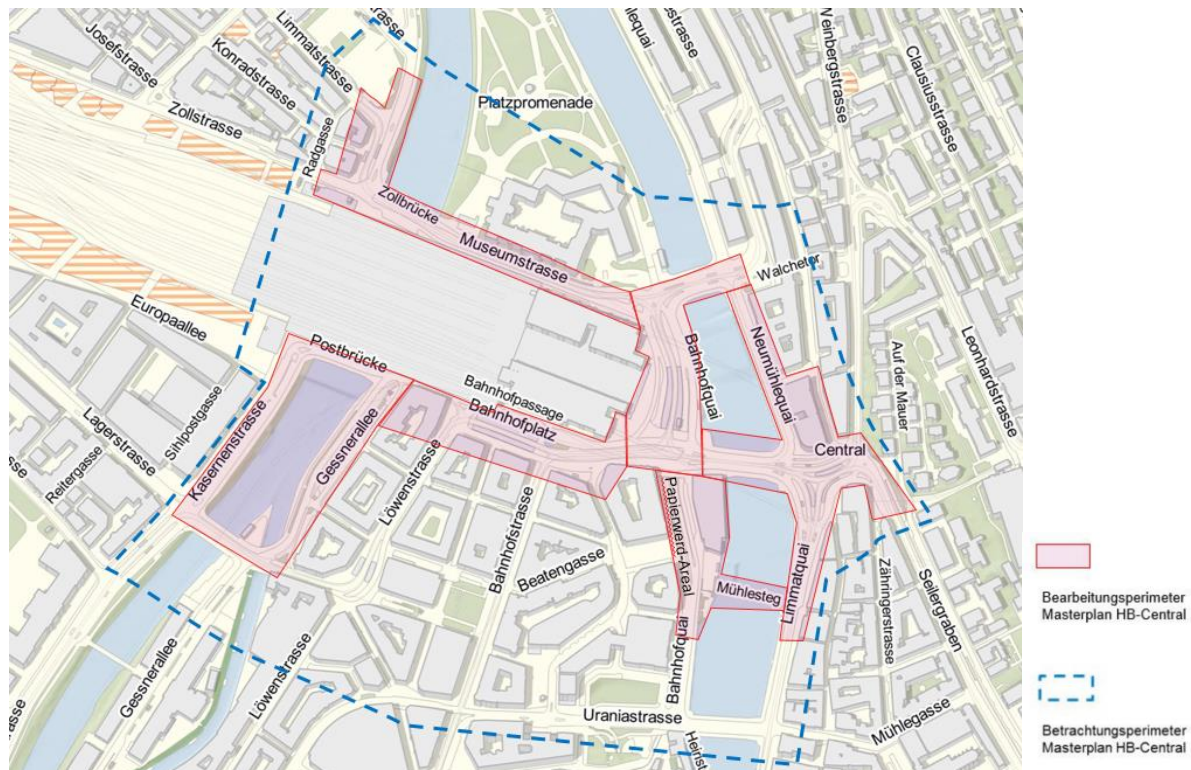 Josefstrasse
Konradstrasse
Limmatstrasse
Zollstrasse
Radgasse
Platzpromenade
Weinbergstrasse
Clausiusstrasse
Zollbrücke
Museumstrasse
Walchetor
Europaallee
Postbrücke
Bahnhofpassage
Bahnhofplatz
Bahnhofquai
Neumühlequai
Central
Auf der Mauer
Leonhardstrasse
Lagerstrasse
Sihlpostgasse
Reitergasse
Kasernenstrasse
Gessnerallee
Löwenstrasse
Bahnhofstrasse
Beatengasse
Papierwerd-Areal
Mühlesteg
Limmatquai
Zähringerstrasse
Seilergraben
Bahnhofquai
Gessnerallee
Löwenstrasse
Uraniastrasse
Mühlegasse
Bearbeitungsperimeter
Masterplan HB-Central
Betrachtungsperimeter
Masterplan HB-Central